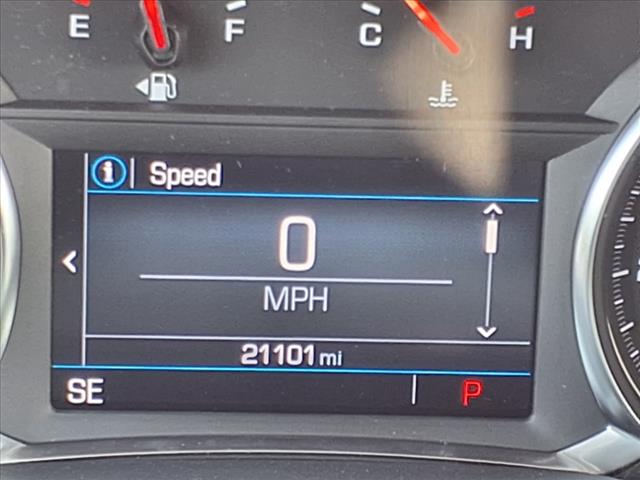 E F C H
i Speed
0
MPH
21101 mi
SE P